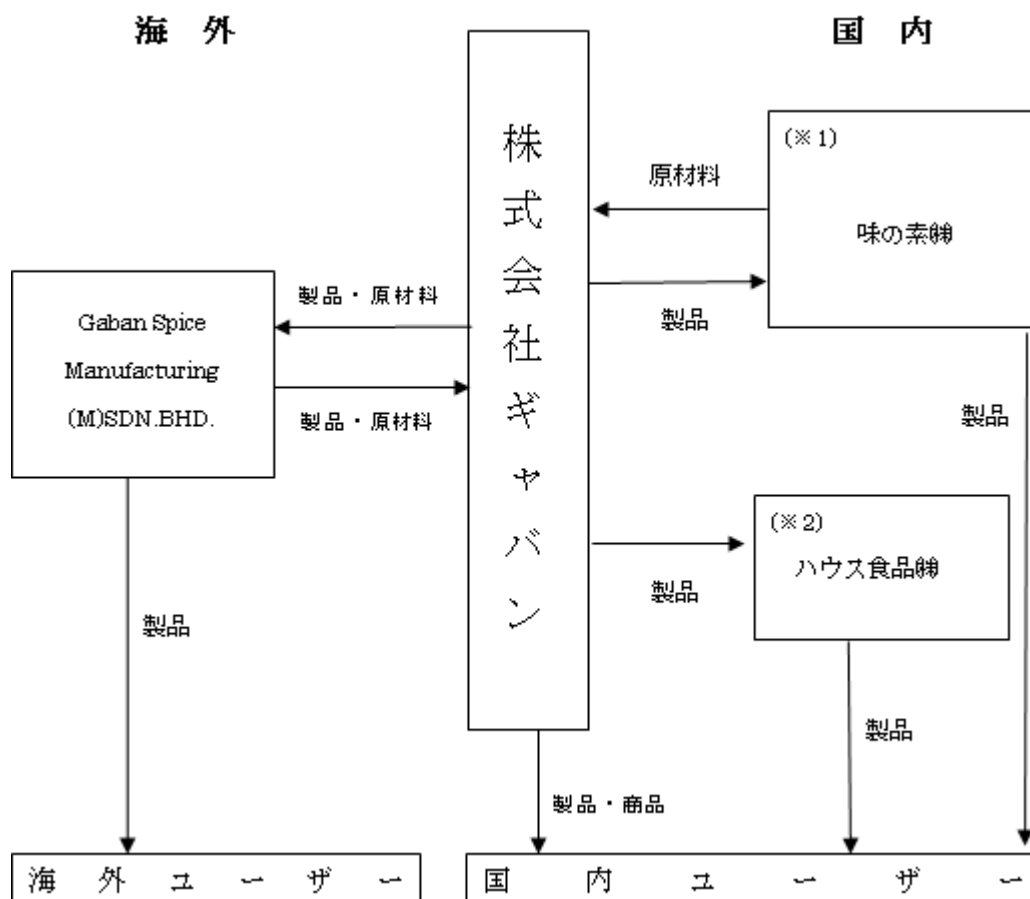 海 外
国 内
株式会社ギャバン
(※1)
原材料
味の素㈱
製品・原材料
製品
Gaban Spice
Manufacturing
(M)SDN.BHD.
製品・原材料
製品
(※2)
ハウス食品㈱
製品
製品
製品
製品・商品
海 外 ユ ー ザ ー
国 内 ユ ー ザ ー